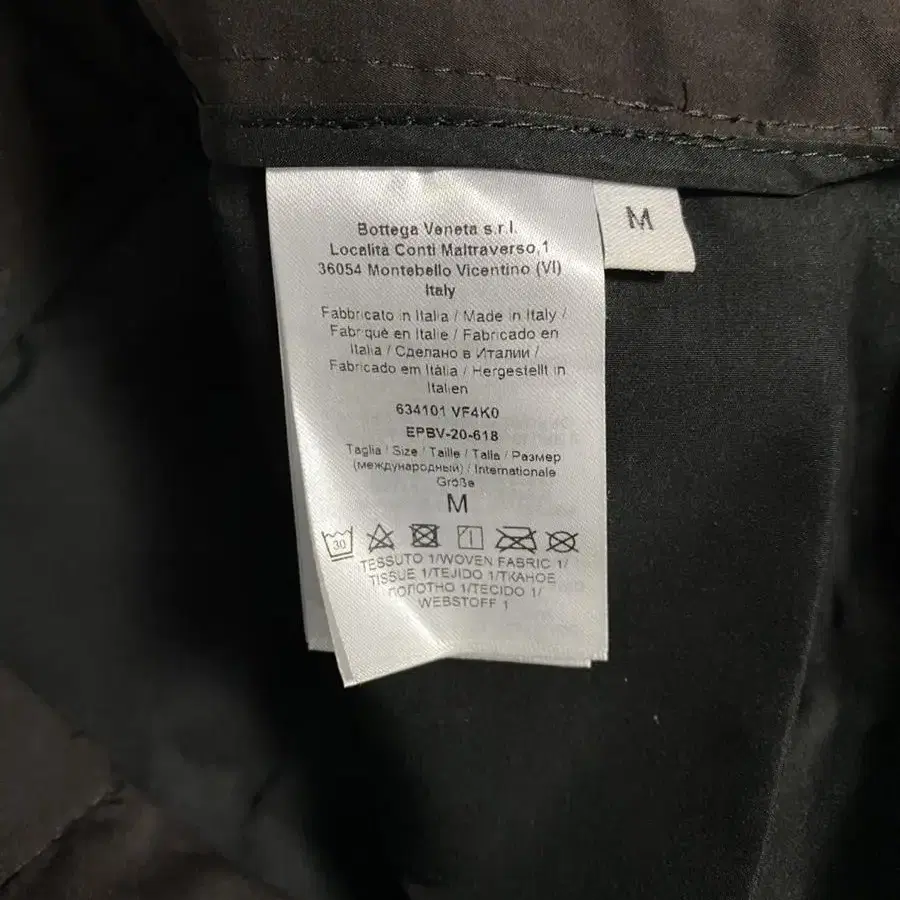 Bottega Veneta s.r.l.
Località Conti Maltraverso,1
36054 Montebello Vicentino (VI)
Italy
Fabbricato in Italia / Made in Italy /
Fabriqué en Italie / Fabricado en
Italia / Сделано в Италии /
Fabricado em Itália / Hergestellt in
Italien
634101 VF4K0
EPBV-20-618
Taglia / Size / Taille / Talla / Размер
(международный) / Internationale
Größe
M
30
TESSUTO 1/WOVEN FABRIC 1/
TISSUE 1/TEJIDO 1/ТКАНОЕ
ПОЛОТНО 1/TECIDO 1/
WEBSTOFF 1
M